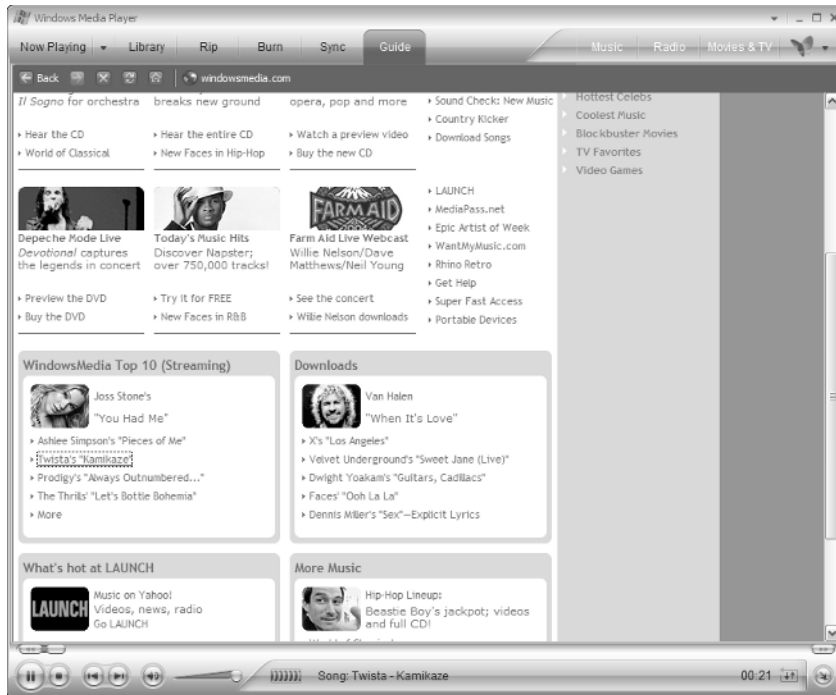 Windows Media Player
Now Playing Library Rip Burn Sync Guide Music Radio Movies & TV
Back windowsmedia.com
Il Sogno for orchestra
Hear the CD
World of Classical
breaks new ground
Hear the entire CD
New Faces in Hip-Hop
opera, pop and more
Watch a preview video
Buy the new CD
Sound Check: New Music
Country Kicker
Download Songs
Hottest Celebs
Coolest Music
Blockbuster Movies
TV Favorites
Video Games
Depeche Mode Live
Devotional captures
the legends in concert
Preview the DVD
Buy the DVD
Today's Music Hits
Discover Napster;
over 750,000 tracks!
Try it for FREE
New Faces in R&B
FARM AID
Farm Aid Live Webcast
Willie Nelson/Dave
Matthews/Neil Young
See the concert
Willie Nelson downloads
LAUNCH
MediaPass.net
Epic Artist of Week
WantMyMusic.com
Rhino Retro
Get Help
Super Fast Access
Portable Devices
WindowsMedia Top 10 (Streaming)
Joss Stone's
"You Had Me"
Ashlee Simpson's "Pieces of Me"
Twista's "Kamikaze"
Prodigy's "Always Outnumbered..."
The Thrills' "Let's Bottle Bohemia"
More
Downloads
Van Halen
"When It's Love"
X's "Los Angeles"
Velvet Underground's "Sweet Jane (Live)"
Dwight Yoakam's "Guitars, Cadillacs"
Faces' "Ooh La La"
Dennis Miller's "Sex"—Explicit Lyrics
What's hot at LAUNCH
LAUNCH
Music on Yahoo!
Videos, news, radio
Go LAUNCH
More Music
Hip-Hop Lineup:
Beastie Boy's jackpot; videos
and full CD!
Song: Twista - Kamikaze 00:21